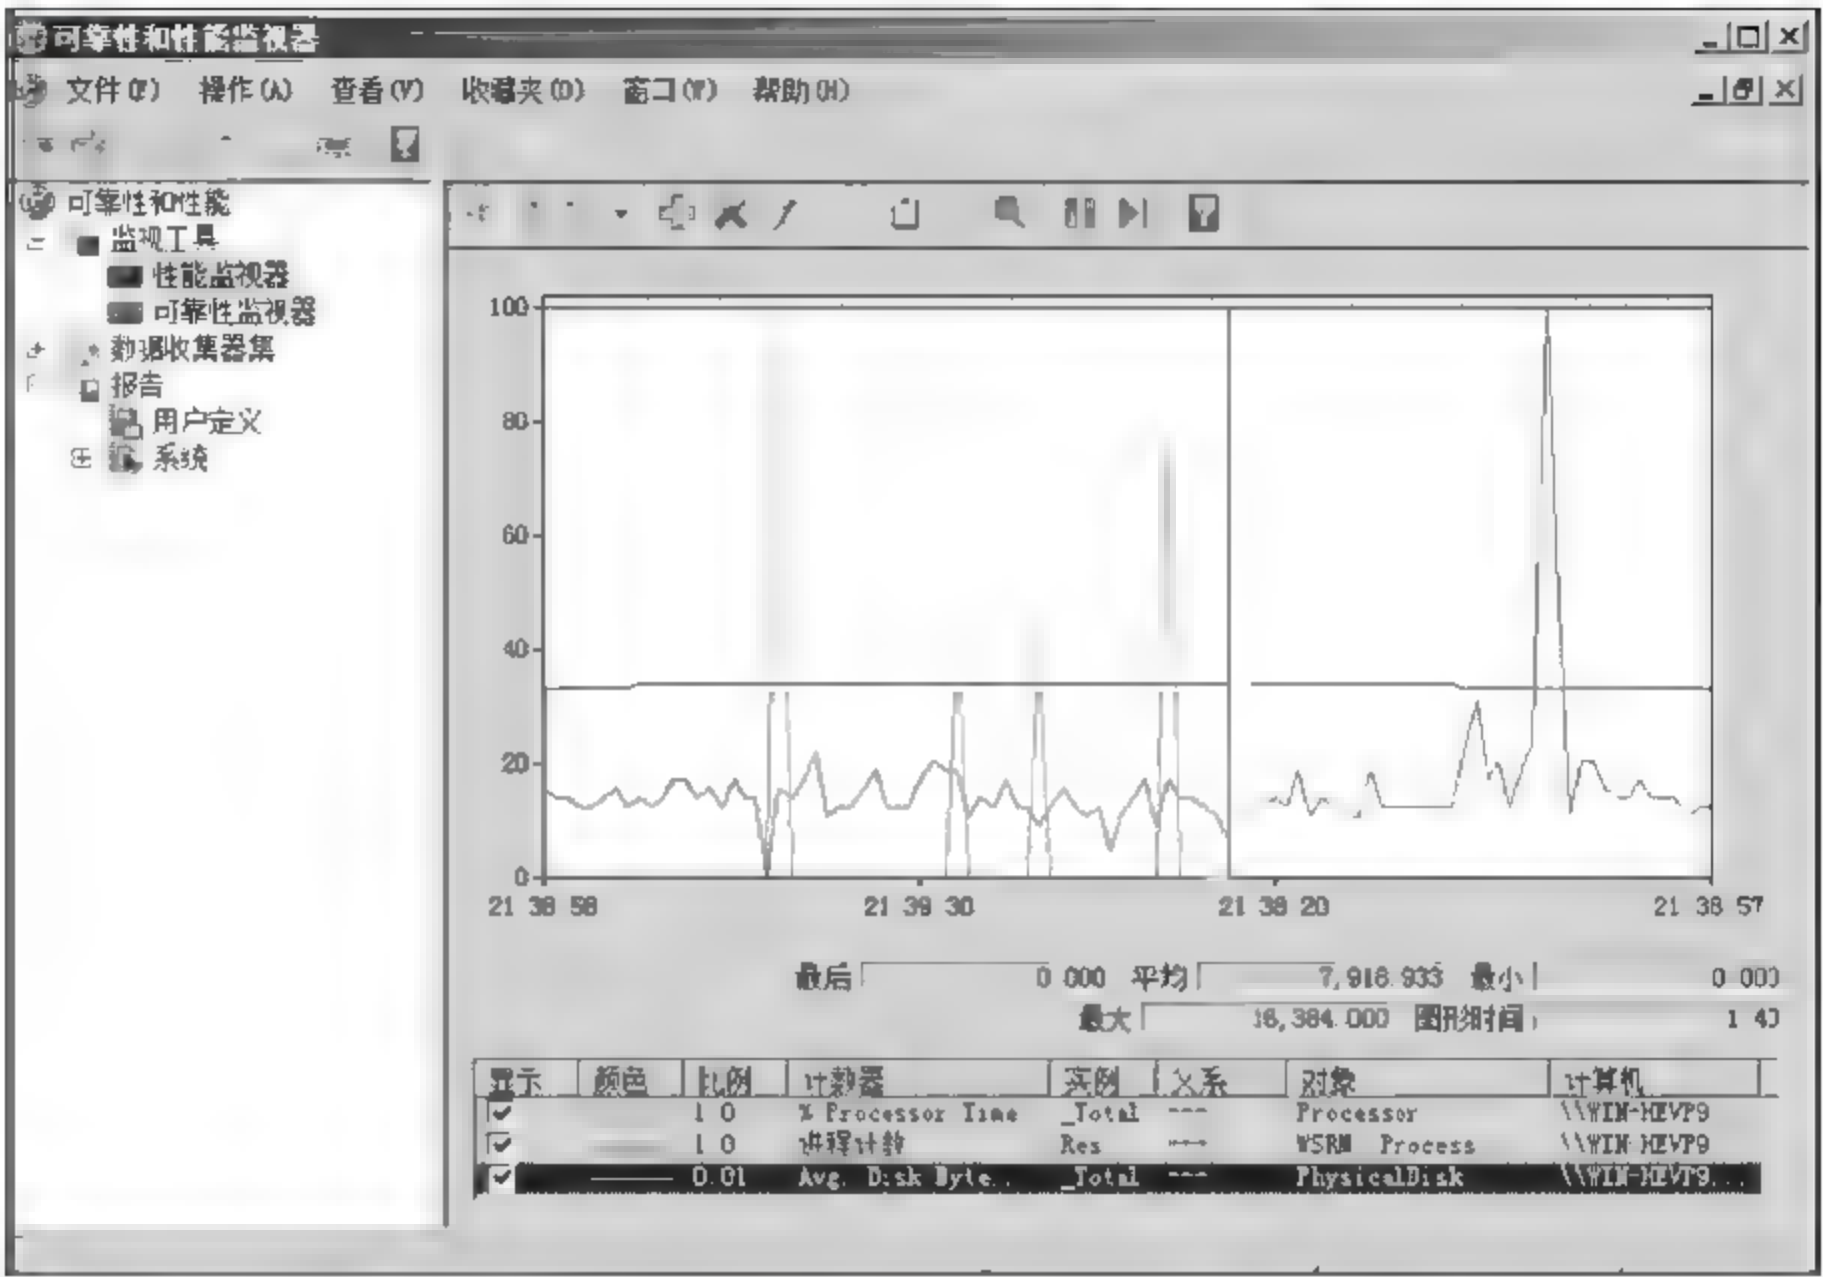 可靠性和性能监视器
文件(F) 操作(A) 查看(V) 收藏夹(O) 窗口(W) 帮助(H)
可靠性和性能
监视工具
性能监视器
可靠性监视器
数据收集器集
报告
用户定义
系统
100
80
60
40
20
0
21 38 58 21 39 30 21 38 20 21 38 57
最后 0 000 平均 7,918.933 最小 0 000
最大 16,384.000 图形时间 1 40
显示 颜色 比例 计数器 实例 父系 对象 计算机
1 0 % Processor Time _Total --- Processor \\WIN-HEVP9
1 0 进程计数 Res --- WSRM Process \\WIN-HEVP9
0.01 Avg. Disk Byte... _Total --- PhysicalDisk \\WIN-HEVP9...